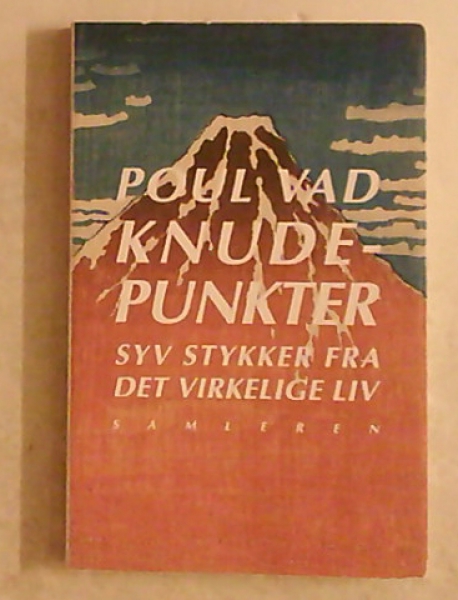 POUL VAD
KNUDE-
PUNKTER
SYV STYKKER FRA
DET VIRKELIGE LIV
SAMLEREN